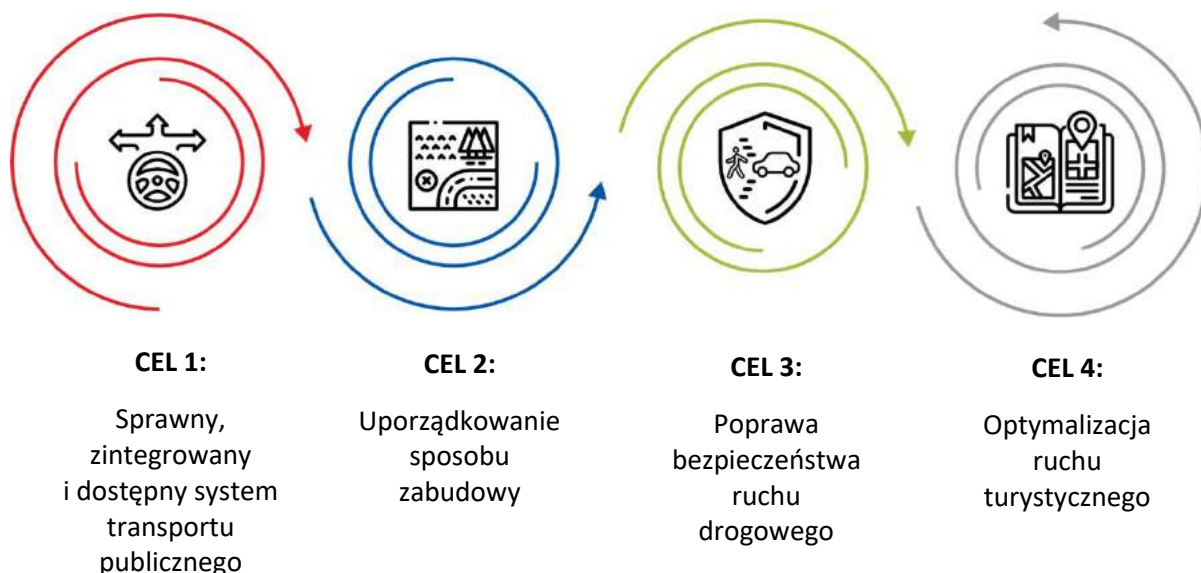 CEL 1:
Sprawny,
zintegrowany
i dostępny system
transportu
publicznego
CEL 2:
Uporządkowanie
sposobu
zabudowy
CEL 3:
Poprawa
bezpieczeństwa
ruchu
drogowego
CEL 4:
Optymalizacja
ruchu
turystycznego